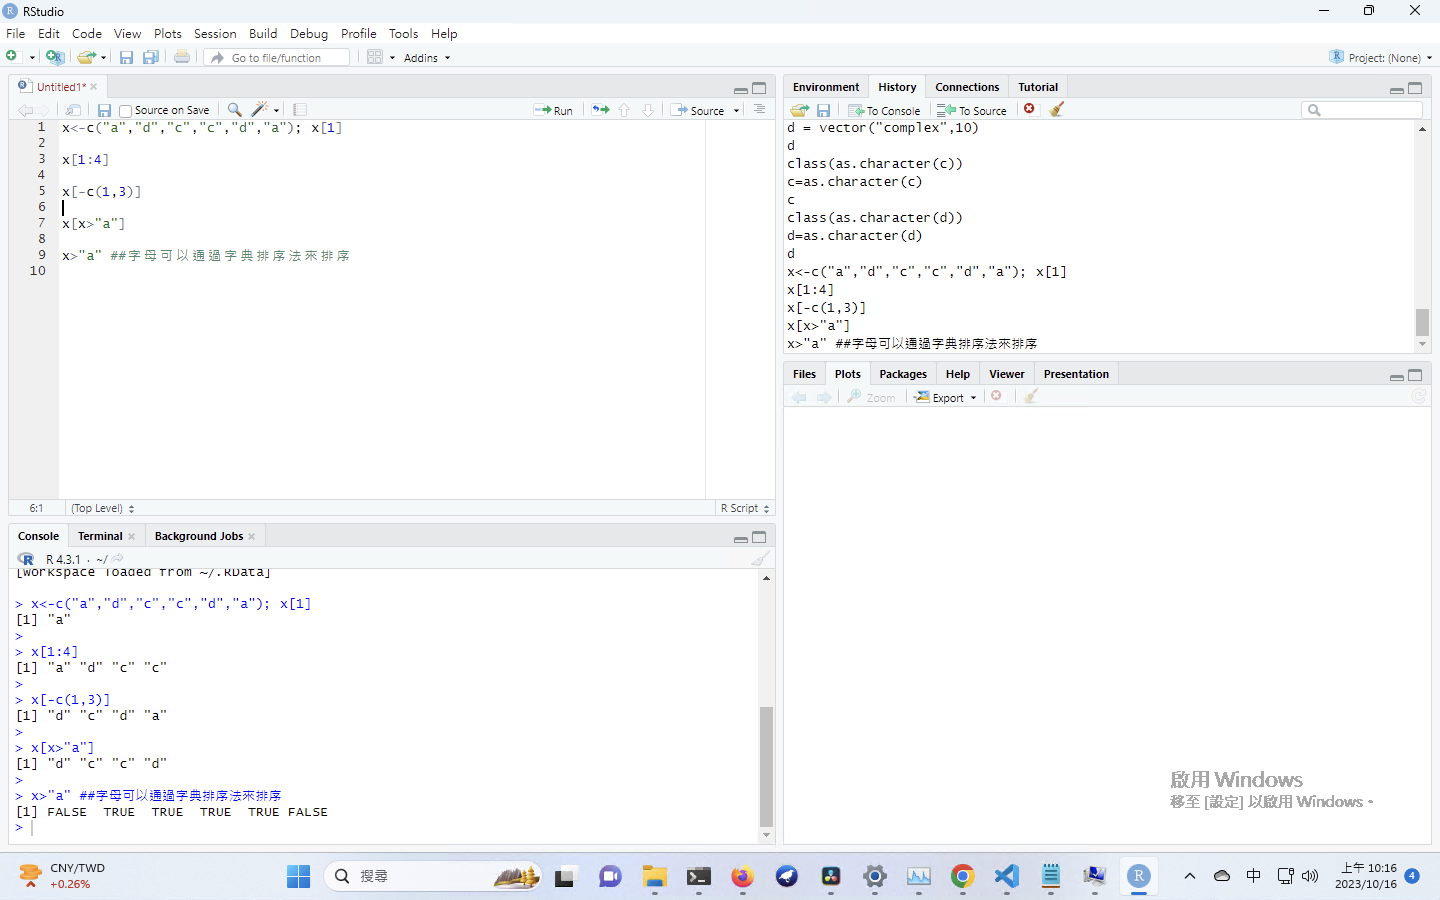 RStudio
File Edit Code View Plots Session Build Debug Profile Tools Help
Go to file/function Addins Project: (None)
Untitled1*
Source on Save Run Source
1 x<-c("a","d","c","c","d","a"); x[1]
2
3 x[1:4]
4
5 x[-c(1,3)]
6
7 x[x>"a"]
8
9 x>"a" ##字母可以通過字典排序法來排序
10
6:1 (Top Level) R Script
Console Terminal Background Jobs
R 4.3.1 · ~/
[Workspace loaded from ~/.RData]
> x<-c("a","d","c","c","d","a"); x[1]
[1] "a"
>
> x[1:4]
[1] "a" "d" "c" "c"
>
> x[-c(1,3)]
[1] "d" "c" "d" "a"
>
> x[x>"a"]
[1] "d" "c" "c" "d"
>
> x>"a" ##字母可以通過字典排序法來排序
[1] FALSE TRUE TRUE TRUE TRUE FALSE
>
Environment History Connections Tutorial
To Console To Source
d = vector("complex",10)
d
class(as.character(c))
c=as.character(c)
c
class(as.character(d))
d=as.character(d)
d
x<-c("a","d","c","c","d","a"); x[1]
x[1:4]
x[-c(1,3)]
x[x>"a"]
x>"a" ##字母可以通過字典排序法來排序
Files Plots Packages Help Viewer Presentation
Zoom Export
啟用 Windows
移至 [設定] 以啟用 Windows。
CNY/TWD
+0.26%
搜尋
中
上午 10:16
2023/10/16
4